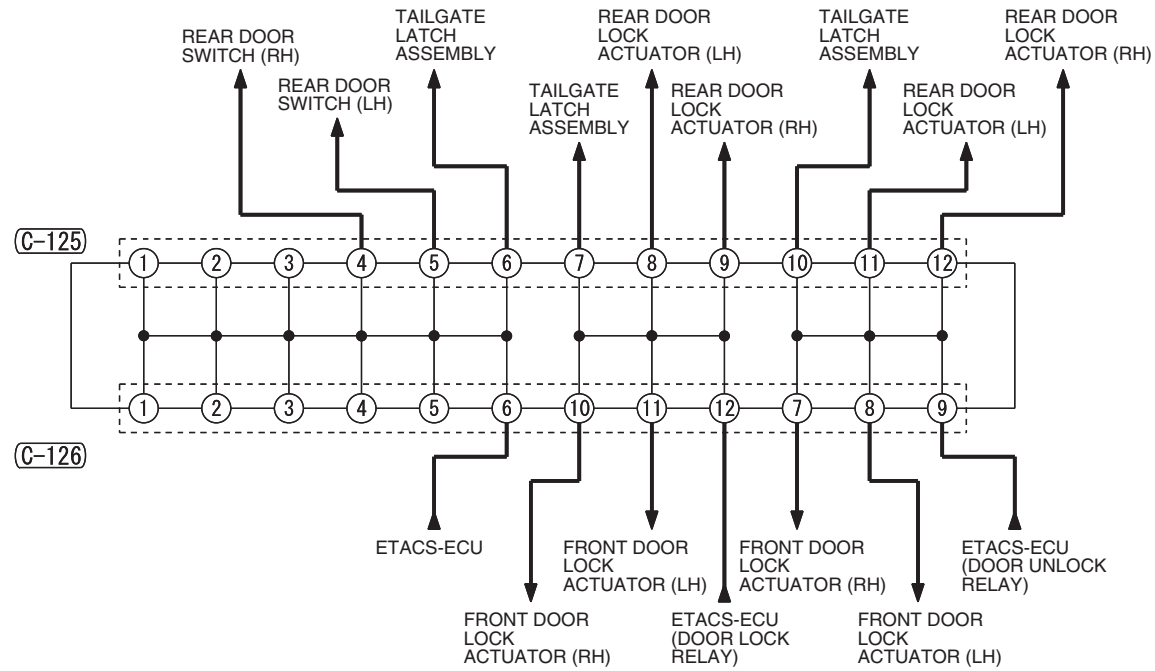 REAR DOOR
SWITCH (RH)
REAR DOOR
SWITCH (LH)
TAILGATE
LATCH
ASSEMBLY
TAILGATE
LATCH
ASSEMBLY
REAR DOOR
LOCK
ACTUATOR (LH)
REAR DOOR
LOCK
ACTUATOR (RH)
TAILGATE
LATCH
ASSEMBLY
REAR DOOR
LOCK
ACTUATOR (LH)
REAR DOOR
LOCK
ACTUATOR (RH)
C-125
1 2 3 4 5 6 7 8 9 10 11 12
1 2 3 4 5 6 10 11 12 7 8 9
C-126
ETACS-ECU
FRONT DOOR
LOCK
ACTUATOR (RH)
FRONT DOOR
LOCK
ACTUATOR (LH)
ETACS-ECU
(DOOR LOCK
RELAY)
FRONT DOOR
LOCK
ACTUATOR (RH)
FRONT DOOR
LOCK
ACTUATOR (LH)
ETACS-ECU
(DOOR UNLOCK
RELAY)